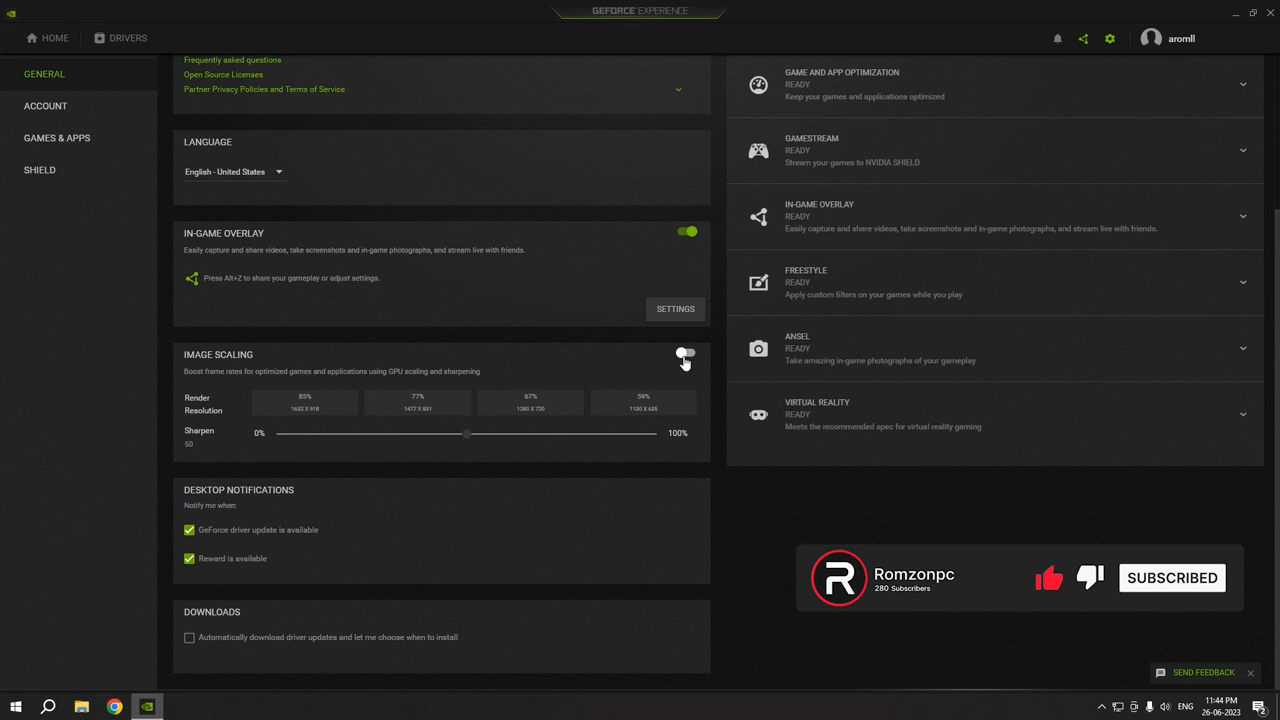 GEFORCE EXPERIENCE
HOME
DRIVERS
aromll
GENERAL
ACCOUNT
GAMES & APPS
SHIELD
Frequently asked questions
Open Source Licenses
Partner Privacy Policies and Terms of Service
LANGUAGE
English - United States
IN-GAME OVERLAY
Easily capture and share videos, take screenshots and in-game photographs, and stream live with friends.
Press Alt+Z to share your gameplay or adjust settings.
SETTINGS
IMAGE SCALING
Boost frame rates for optimized games and applications using GPU scaling and sharpening
Render
Resolution
85%
1632 X 918
77%
1477 X 831
67%
1280 X 720
59%
1130 X 635
Sharpen
50
0%
100%
DESKTOP NOTIFICATIONS
Notify me when:
GeForce driver update is available
Reward is available
DOWNLOADS
Automatically download driver updates and let me choose when to install
GAME AND APP OPTIMIZATION
READY
Keep your games and applications optimized
GAMESTREAM
READY
Stream your games to NVIDIA SHIELD
IN-GAME OVERLAY
READY
Easily capture and share videos, take screenshots and in-game photographs, and stream live with friends.
FREESTYLE
READY
Apply custom filters on your games while you play
ANSEL
READY
Take amazing in-game photographs of your gameplay
VIRTUAL REALITY
READY
Meets the recommended spec for virtual reality gaming
R
Romzonpc
280 Subscribers
SUBSCRIBED
SEND FEEDBACK
ENG
11:44 PM
26-06-2023
2